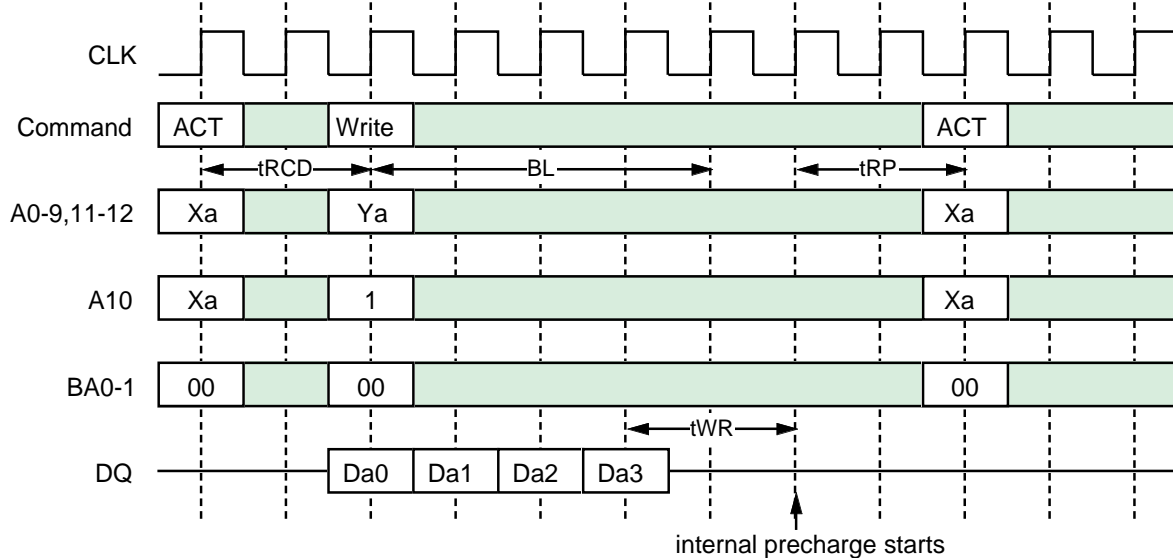 CLK
Command ACT Write ACT
tRCD BL tRP
A0-9,11-12 Xa Ya Xa
A10 Xa 1 Xa
BA0-1 00 00 00
tWR
DQ Da0 Da1 Da2 Da3
internal precharge starts